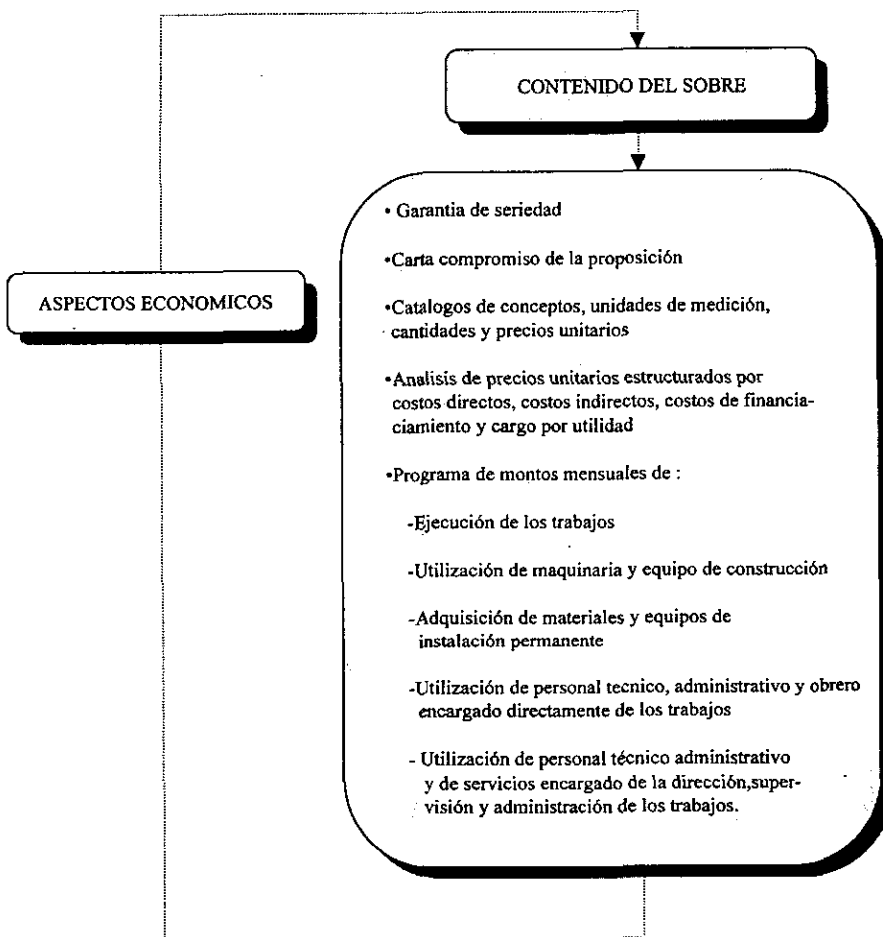 CONTENIDO DEL SOBRE
ASPECTOS ECONOMICOS
• Garantia de seriedad
•Carta compromiso de la proposición
•Catalogos de conceptos, unidades de medición,
cantidades y precios unitarios
•Analisis de precios unitarios estructurados por
costos directos, costos indirectos, costos de financia-
ciamiento y cargo por utilidad
•Programa de montos mensuales de :
-Ejecución de los trabajos
-Utilización de maquinaria y equipo de construcción
-Adquisición de materiales y equipos de
instalación permanente
-Utilización de personal tecnico, administrativo y obrero
encargado directamente de los trabajos
- Utilización de personal técnico administrativo
y de servicios encargado de la dirección,super-
visión y administración de los trabajos.